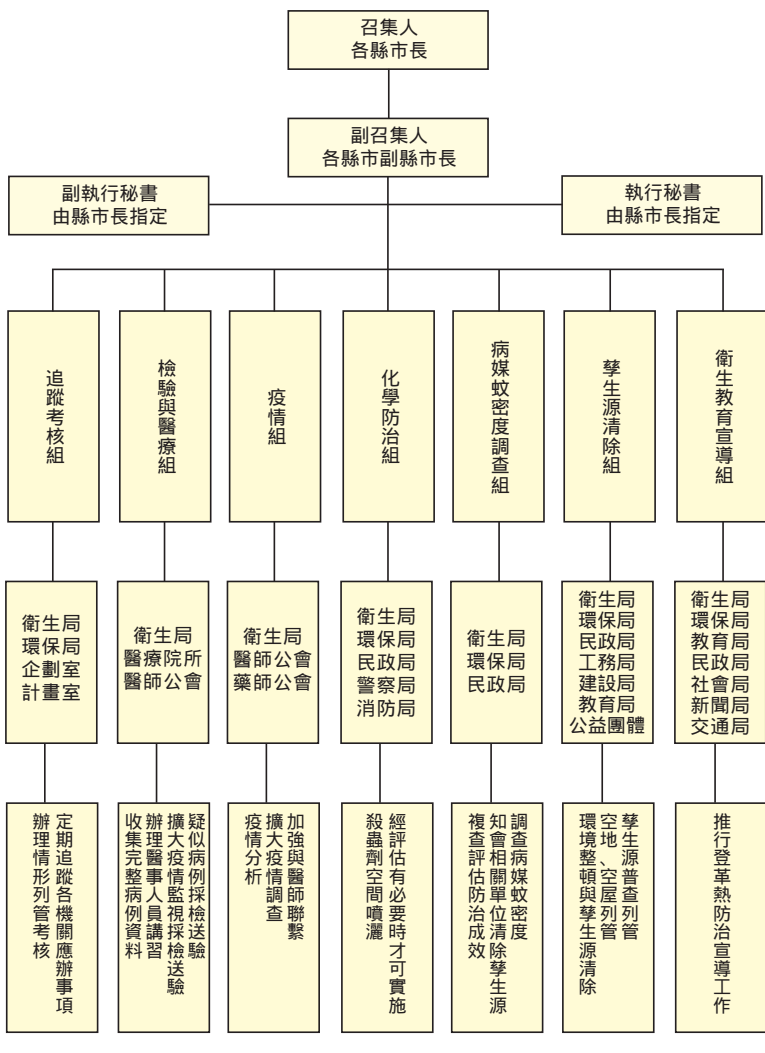 召集人
各縣市長
副召集人
各縣市副縣市長
副執行秘書
由縣市長指定
執行秘書
由縣市長指定
追蹤考核組
檢驗與醫療組
疫情組
化學防治組
病媒蚊密度調查組
孳生源清除組
衛生教育宣導組
衛生局
環保局
企劃室
計畫室
衛生局
醫療院所
醫師公會
衛生局
醫師公會
藥師公會
衛生局
環保局
民政局
警察局
消防局
衛生局
環保局
民政局
衛生局
環保局
民政局
工務局
建設局
教育局
公益團體
衛生局
環保局
教育局
民政局
社會局
新聞局
交通局
定期追蹤各機關應辦事項
辦理情形列管考核
疑似病例採檢送驗
擴大疫情監視採檢送驗
辦理醫事人員講習
收集完整病例資料
加強與醫師聯繫
擴大疫情調查
疫情分析
經評估有必要時才可實施
殺蟲劑空間噴灑
調查病媒蚊密度
知會相關單位清除孳生源
複查評估防治成效
孳生源普查列管
空地、空屋列管
環境整頓與孳生源清除
推行登革熱防治宣導工作